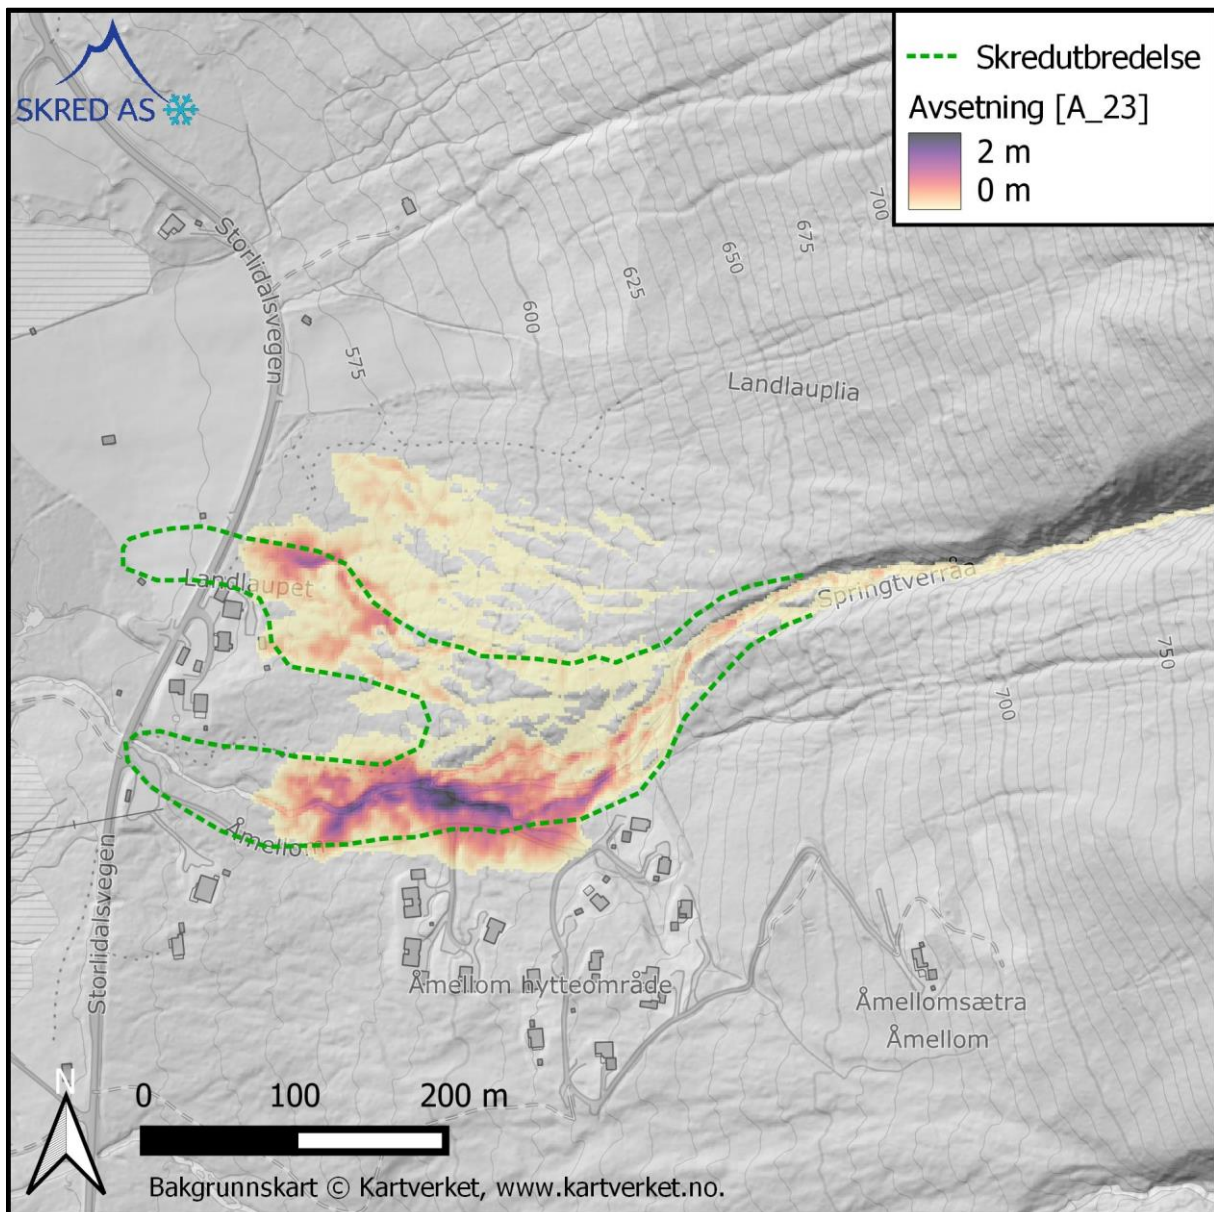 SKRED AS
Skredutbredelse
Avsetning [A_23]
2 m
0 m
Storlidalsvegen
700
675
650
625
600
575
Landlauplia
Landlaupet
Springtverråa
750
700
Åmellom
Storlidalsvegen
Åmellom hytteområde
Åmellomsætra
Åmellom
N
0 100 200 m
Bakgrunnskart © Kartverket, www.kartverket.no.